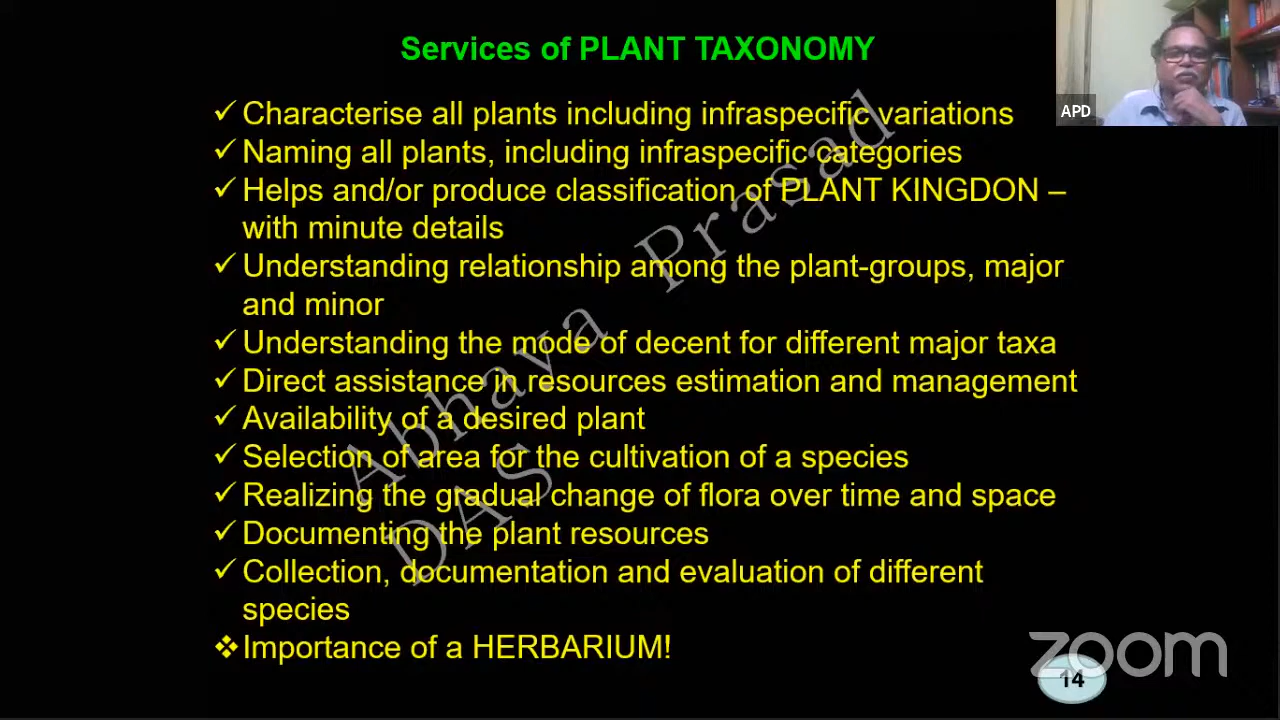 Services of PLANT TAXONOMY
APD
✓ Characterise all plants including infraspecific variations
✓ Naming all plants, including infraspecific categories
✓ Helps and/or produce classification of PLANT KINGDON –
with minute details
✓ Understanding relationship among the plant-groups, major
and minor
✓ Understanding the mode of decent for different major taxa
✓ Direct assistance in resources estimation and management
✓ Availability of a desired plant
✓ Selection of area for the cultivation of a species
✓ Realizing the gradual change of flora over time and space
✓ Documenting the plant resources
✓ Collection, documentation and evaluation of different
species
❖ Importance of a HERBARIUM!
Abhaya Prasad
DAS
zoom
14